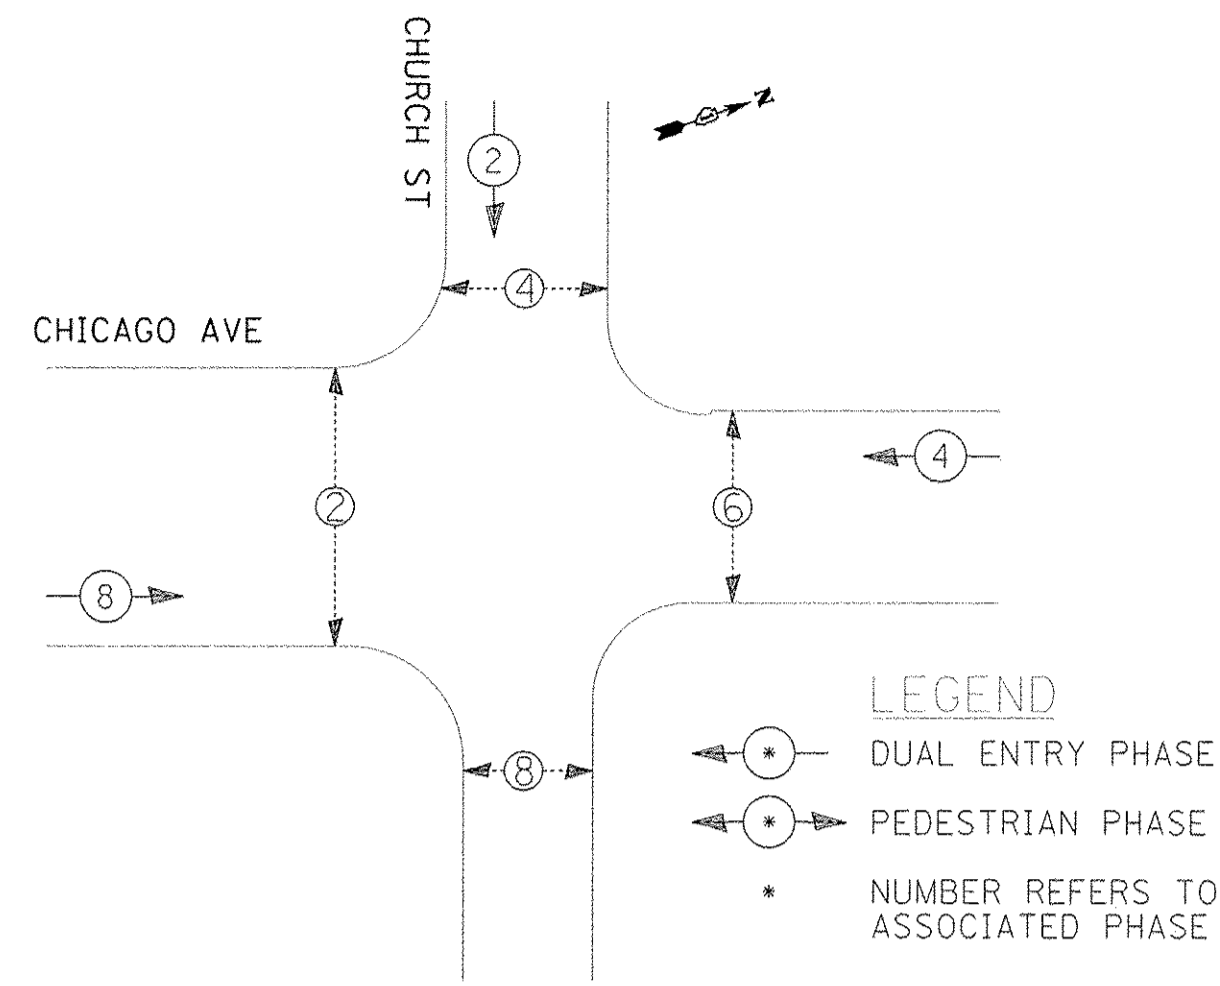 CHURCH ST
N
2
4
CHICAGO AVE
4
2
6
8
LEGEND
* DUAL ENTRY PHASE
8
* PEDESTRIAN PHASE
* NUMBER REFERS TO
ASSOCIATED PHASE